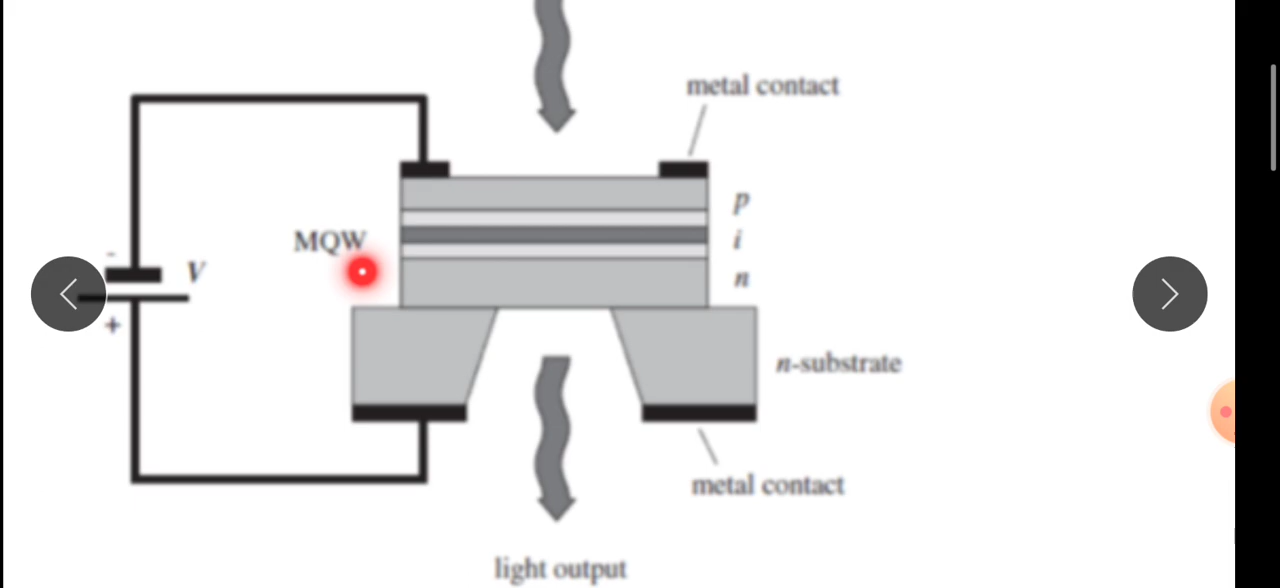 metal contact
p
MQW
i
-
V
n
+
n-substrate
metal contact
light output